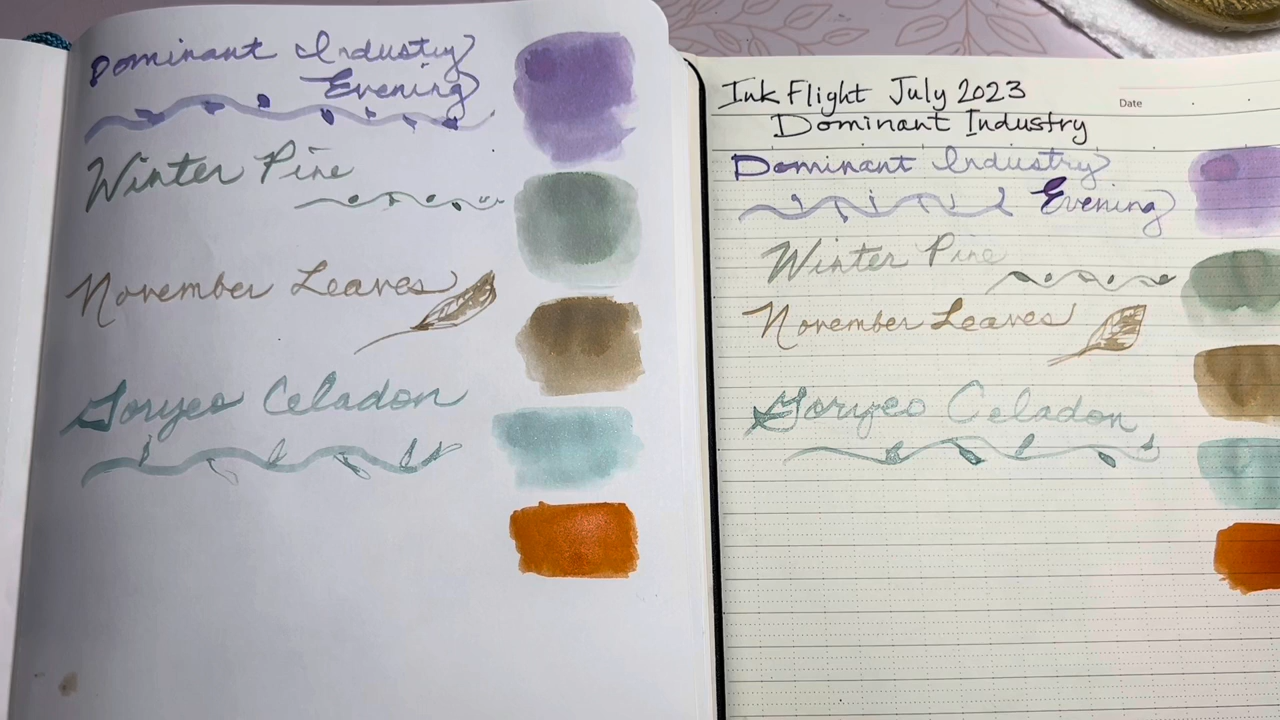 Dominant Industry
Evening
Winter Pine
November Leaves
Goryeo Celadon
Ink Flight July 2023
Date
Dominant Industry
Dominant Industry
Evening
Winter Pine
November Leaves
Goryeo Celadon